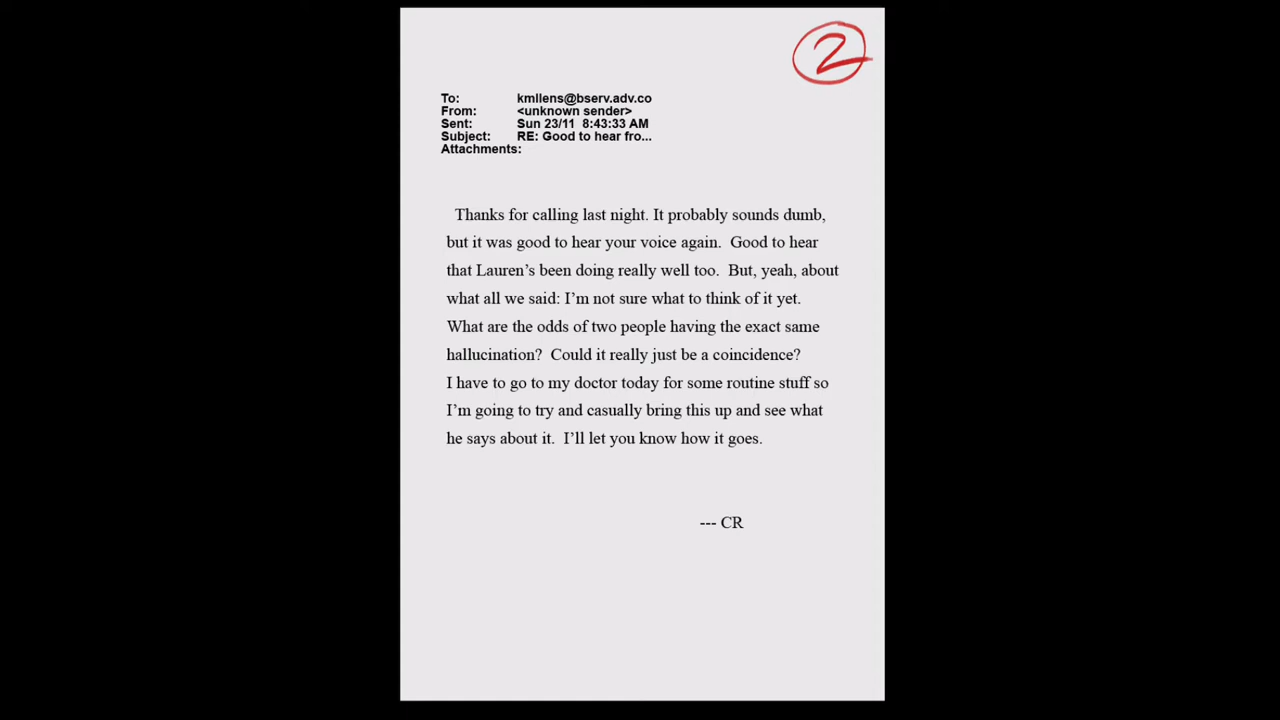 2
To: kmllens@bserv.adv.co
From: <unknown sender>
Sent: Sun 23/11 8:43:33 AM
Subject: RE: Good to hear fro...
Attachments:
Thanks for calling last night. It probably sounds dumb,
but it was good to hear your voice again. Good to hear
that Lauren’s been doing really well too. But, yeah, about
what all we said: I’m not sure what to think of it yet.
What are the odds of two people having the exact same
hallucination? Could it really just be a coincidence?
I have to go to my doctor today for some routine stuff so
I’m going to try and casually bring this up and see what
he says about it. I’ll let you know how it goes.
--- CR